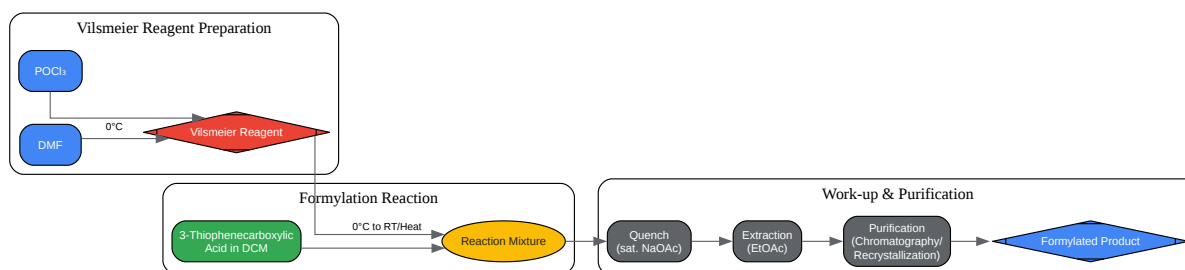 Vilsmeier Reagent Preparation
POCl₃
DMF
0°C
Vilsmeier Reagent
Formylation Reaction
3-Thiophenecarboxylic
Acid in DCM
0°C to RT/Heat
Reaction Mixture
Work-up & Purification
Quench
(sat. NaOAc)
Extraction
(EtOAc)
Purification
(Chromatography/
Recrystallization)
Formylated Product